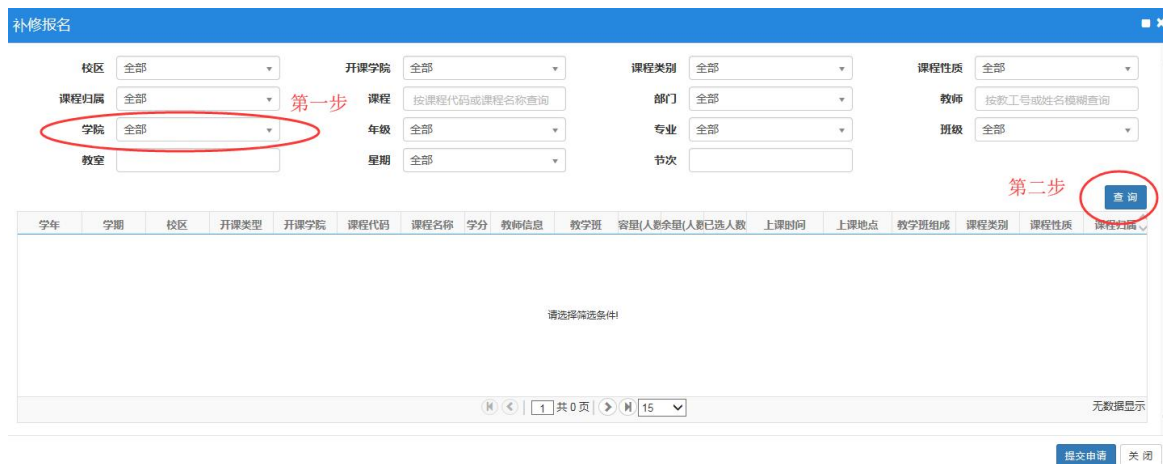 补修报名
校区 全部 开课学院 全部 课程类别 全部 课程性质 全部
课程归属 全部 第一步 课程 按课程代码或课程名称查询 部门 全部 教师 按教工号或姓名模糊查询
学院 全部 年级 全部 专业 全部 班级 全部
教室 星期 全部 节次
第二步
查询
学年 学期 校区 开课类型 开课学院 课程代码 课程名称 学分 教师信息 教学班 容量(人数 余量(人数 已选人数 上课时间 上课地点 教学班组成 课程类别 课程性质 课程归属
请选择筛选条件!
1 共 0 页 15 无数据显示
提交申请 关闭